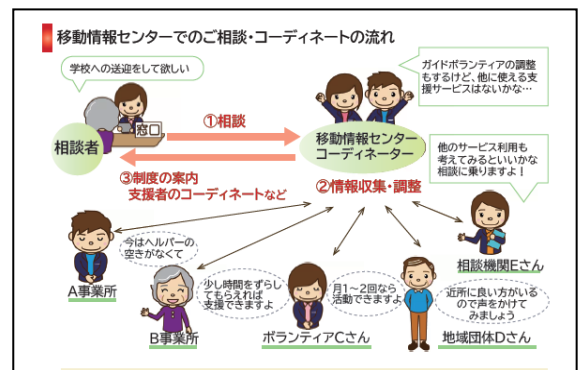 移動情報センターでのご相談・コーディネートの流れ
学校への送迎をして欲しい
ガイドボランティアの調整
もするけど、他に使える支
援サービスはないかな…
窓口
①相談
相談者
移動情報センター
コーディネーター
他のサービス利用も
考えてみるといいかな
相談に乗りますよ！
③制度の案内
支援者のコーディネートなど
②情報収集・調整
今はヘルパーの
空きがなくて
A事業所
少し時間をずらし
てもらえれば
支援できますよ
B事業所
月1～2回なら
活動できますよ
ボランティアCさん
近所に良い方がいる
ので声をかけて
みましょう
地域団体Dさん
相談機関Eさん